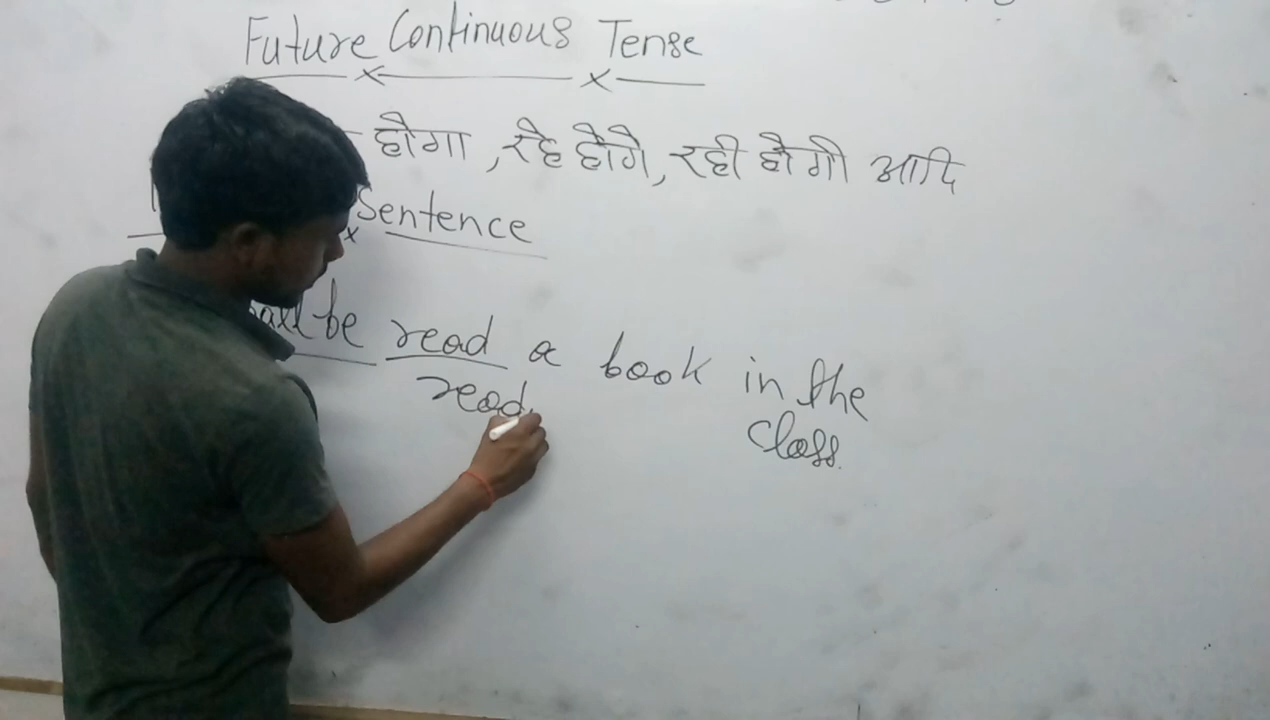 Future Continuous Tense
होगा, रहे होंगे, रही होगी आदि
Sentence
be read a book in the
class.
read